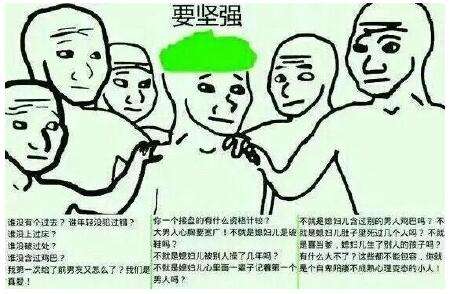 要坚强
谁没有个过去？谁年轻没犯过错？
谁没上过床？
谁没破过处？
谁没含过鸡巴？
我第一次给了前男友又怎么了？我们是
真爱！
你一个接盘的有什么资格计较？
大男人心胸要宽广！不就是媳妇儿是破
鞋吗？
不就是媳妇儿被别人操了几年吗？
不就是媳妇儿心里面一辈子记着第一个
男人吗？
不就是媳妇儿含过别的男人鸡巴吗？不
就是媳妇儿肚子里死过几个人吗？不就
是喜当爹，媳妇儿生了别人的孩子吗？
有什么大不了？这些都不能包容，你就
是个自卑阳痿不成熟心理变态的小人！